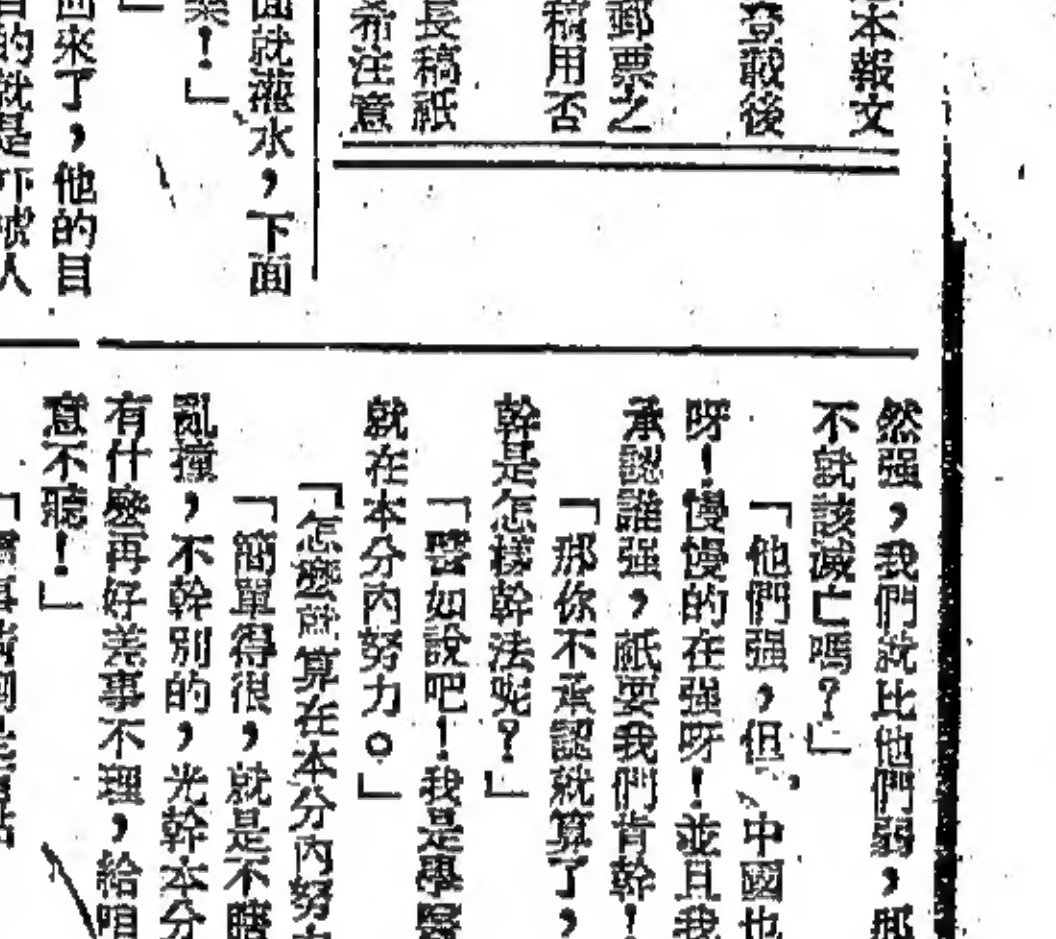 本報文
登載後
郵票之
稿用否
長稿祇
希注意
面就灌水，下面
！」
回來了，他的目
的就是吓唬人
然强，我們就比他們弱，那
不就該滅亡嗎？」
「他們强，但，中國也
呀！慢慢的在强呀！並且我
承認誰强，祇要我們肯幹！
「那你不承認就算了，
幹是怎樣幹法呢？」
「譬如說吧！我是學醫
就在本分內努力。」
「怎麽就算在本分內努力
「簡單得很，就是不瞎
亂撞，不幹別的，光幹本分
有什麽再好差事不理，給咱
意不聽！」